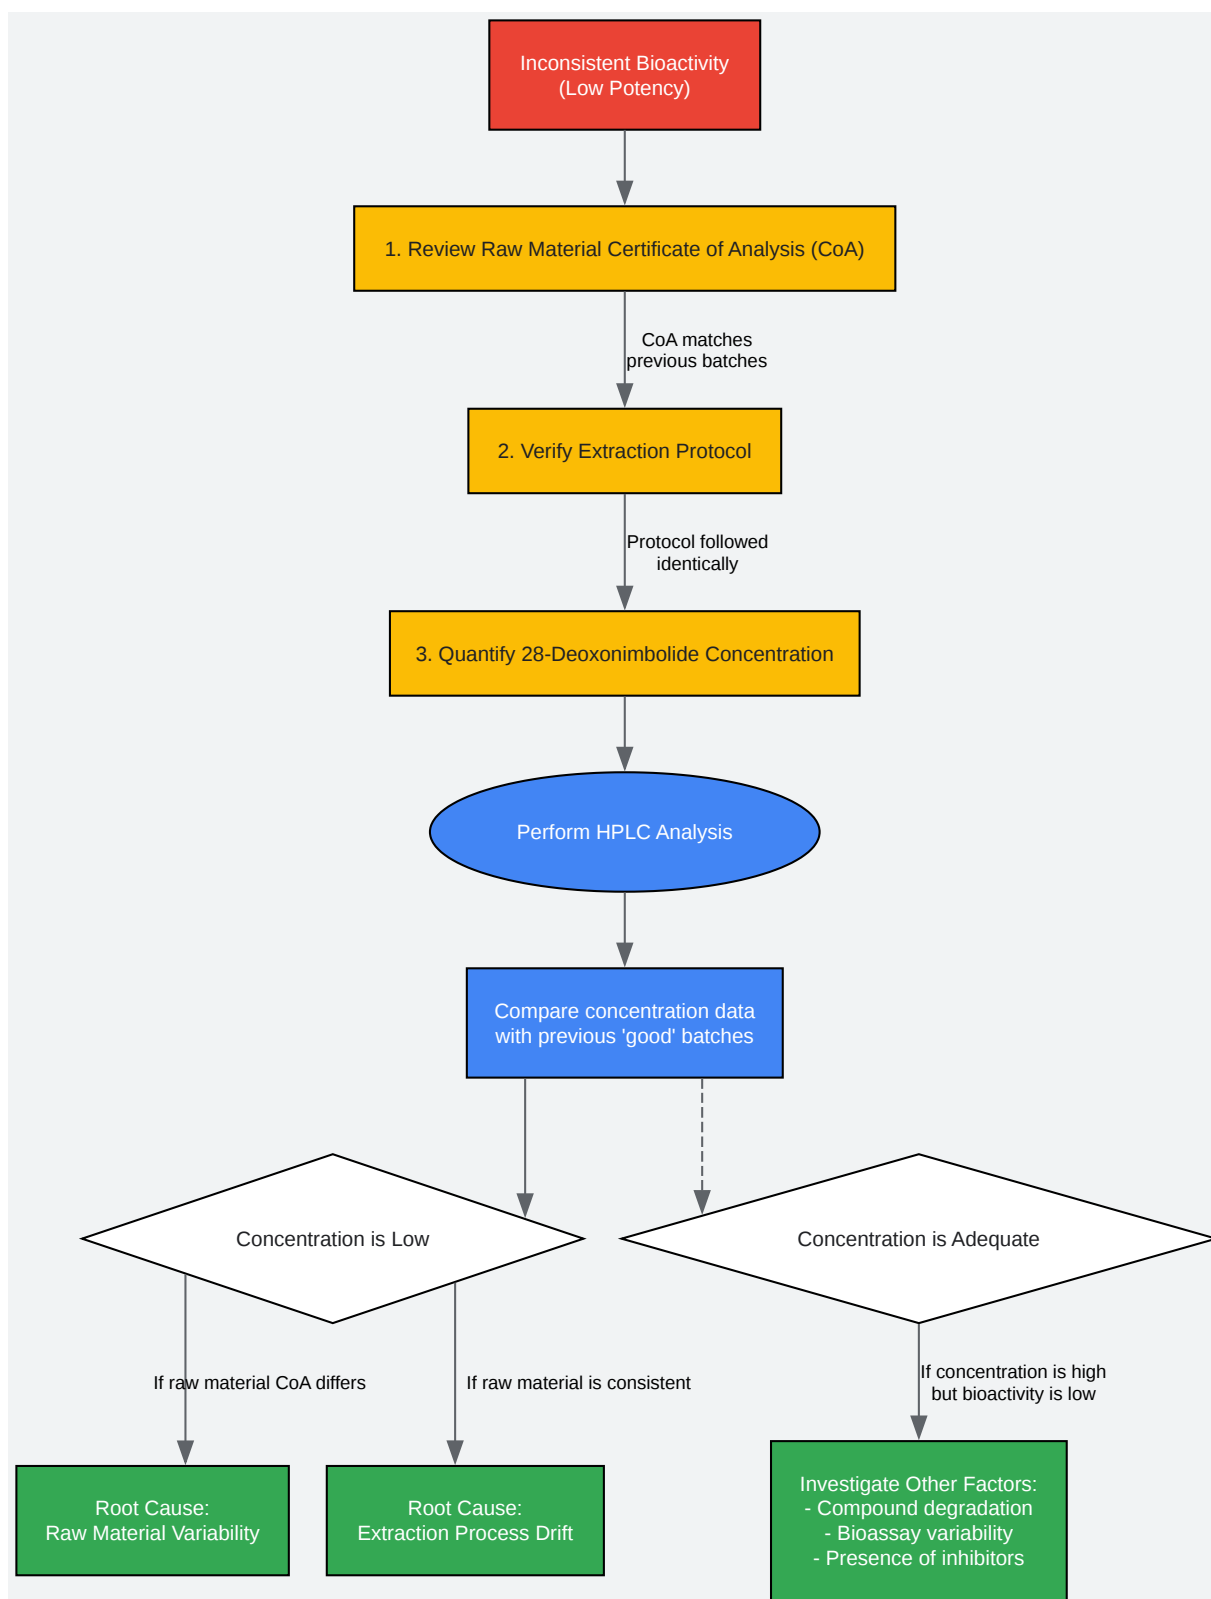 Inconsistent Bioactivity
(Low Potency)
1. Review Raw Material Certificate of Analysis (CoA)
CoA matches
previous batches
2. Verify Extraction Protocol
Protocol followed
identically
3. Quantify 28-Deoxonimbolide Concentration
Perform HPLC Analysis
Compare concentration data
with previous 'good' batches
Concentration is Low
Concentration is Adequate
If raw material CoA differs
If raw material is consistent
If concentration is high
but bioactivity is low
Root Cause:
Raw Material Variability
Root Cause:
Extraction Process Drift
Investigate Other Factors:
- Compound degradation
- Bioassay variability
- Presence of inhibitors